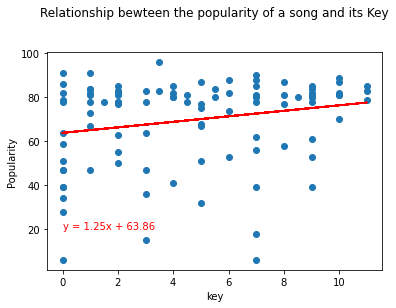 Relationship bewteen the popularity of a song and its Key
100
80
60
40
20
Popularity
y = 1.25x + 63.86
0 2 4 6 8 10
key